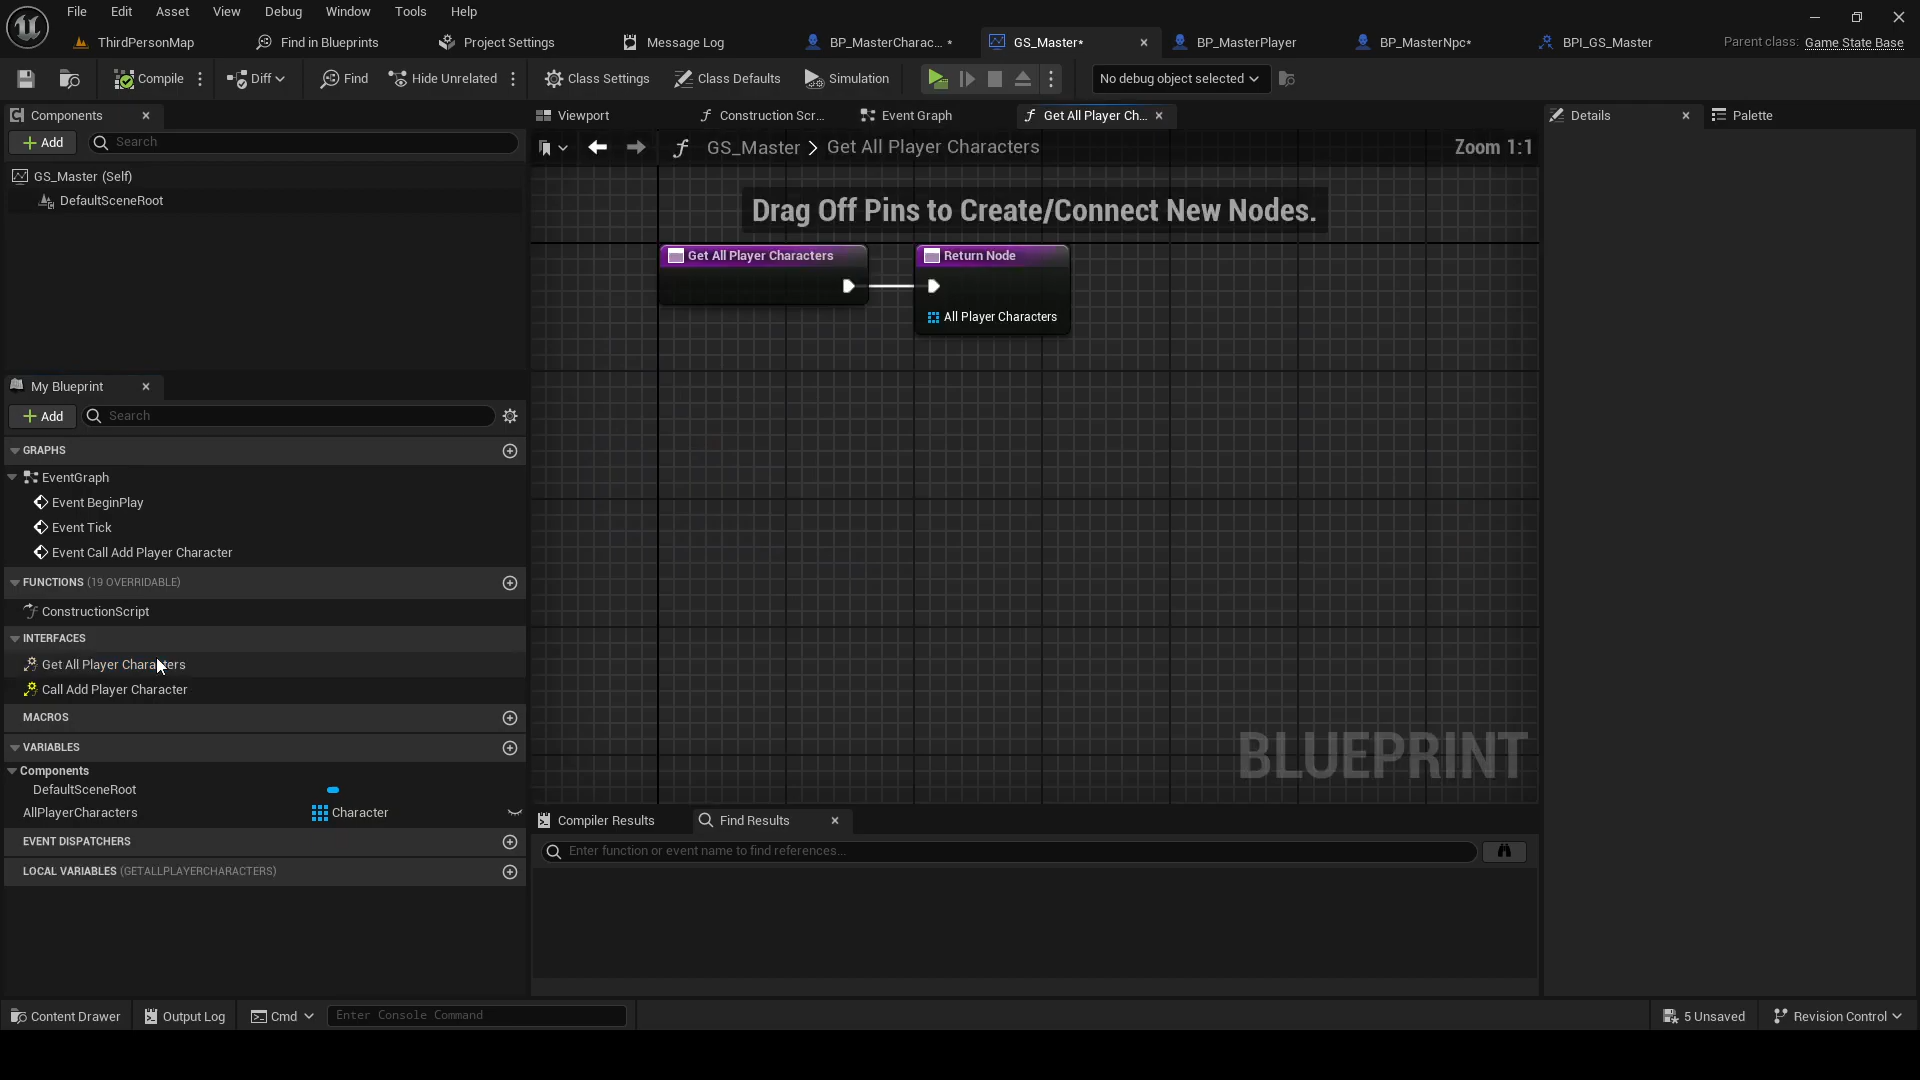 File Edit Asset View Debug Window Tools Help
ThirdPersonMap Find in Blueprints Project Settings Message Log BP_MasterCharac... * GS_Master* BP_MasterPlayer BP_MasterNpc* BPI_GS_Master Parent class: Game State Base
Compile Diff Find Hide Unrelated Class Settings Class Defaults Simulation No debug object selected
Components
Viewport Construction Scr... Event Graph Get All Player Ch...
Details Palette
Add Search
GS_Master > Get All Player Characters Zoom 1:1
GS_Master (Self)
DefaultSceneRoot
Drag Off Pins to Create/Connect New Nodes.
Get All Player Characters
Return Node
All Player Characters
BLUEPRINT
My Blueprint
Add Search
GRAPHS
EventGraph
Event BeginPlay
Event Tick
Event Call Add Player Character
FUNCTIONS (19 OVERRIDABLE)
ConstructionScript
INTERFACES
Get All Player Characters
Call Add Player Character
MACROS
VARIABLES
Components
DefaultSceneRoot
AllPlayerCharacters Character
EVENT DISPATCHERS
LOCAL VARIABLES (GETALLPLAYERCHARACTERS)
Compiler Results Find Results
Enter function or event name to find references...
Content Drawer Output Log Cmd Enter Console Command 5 Unsaved Revision Control